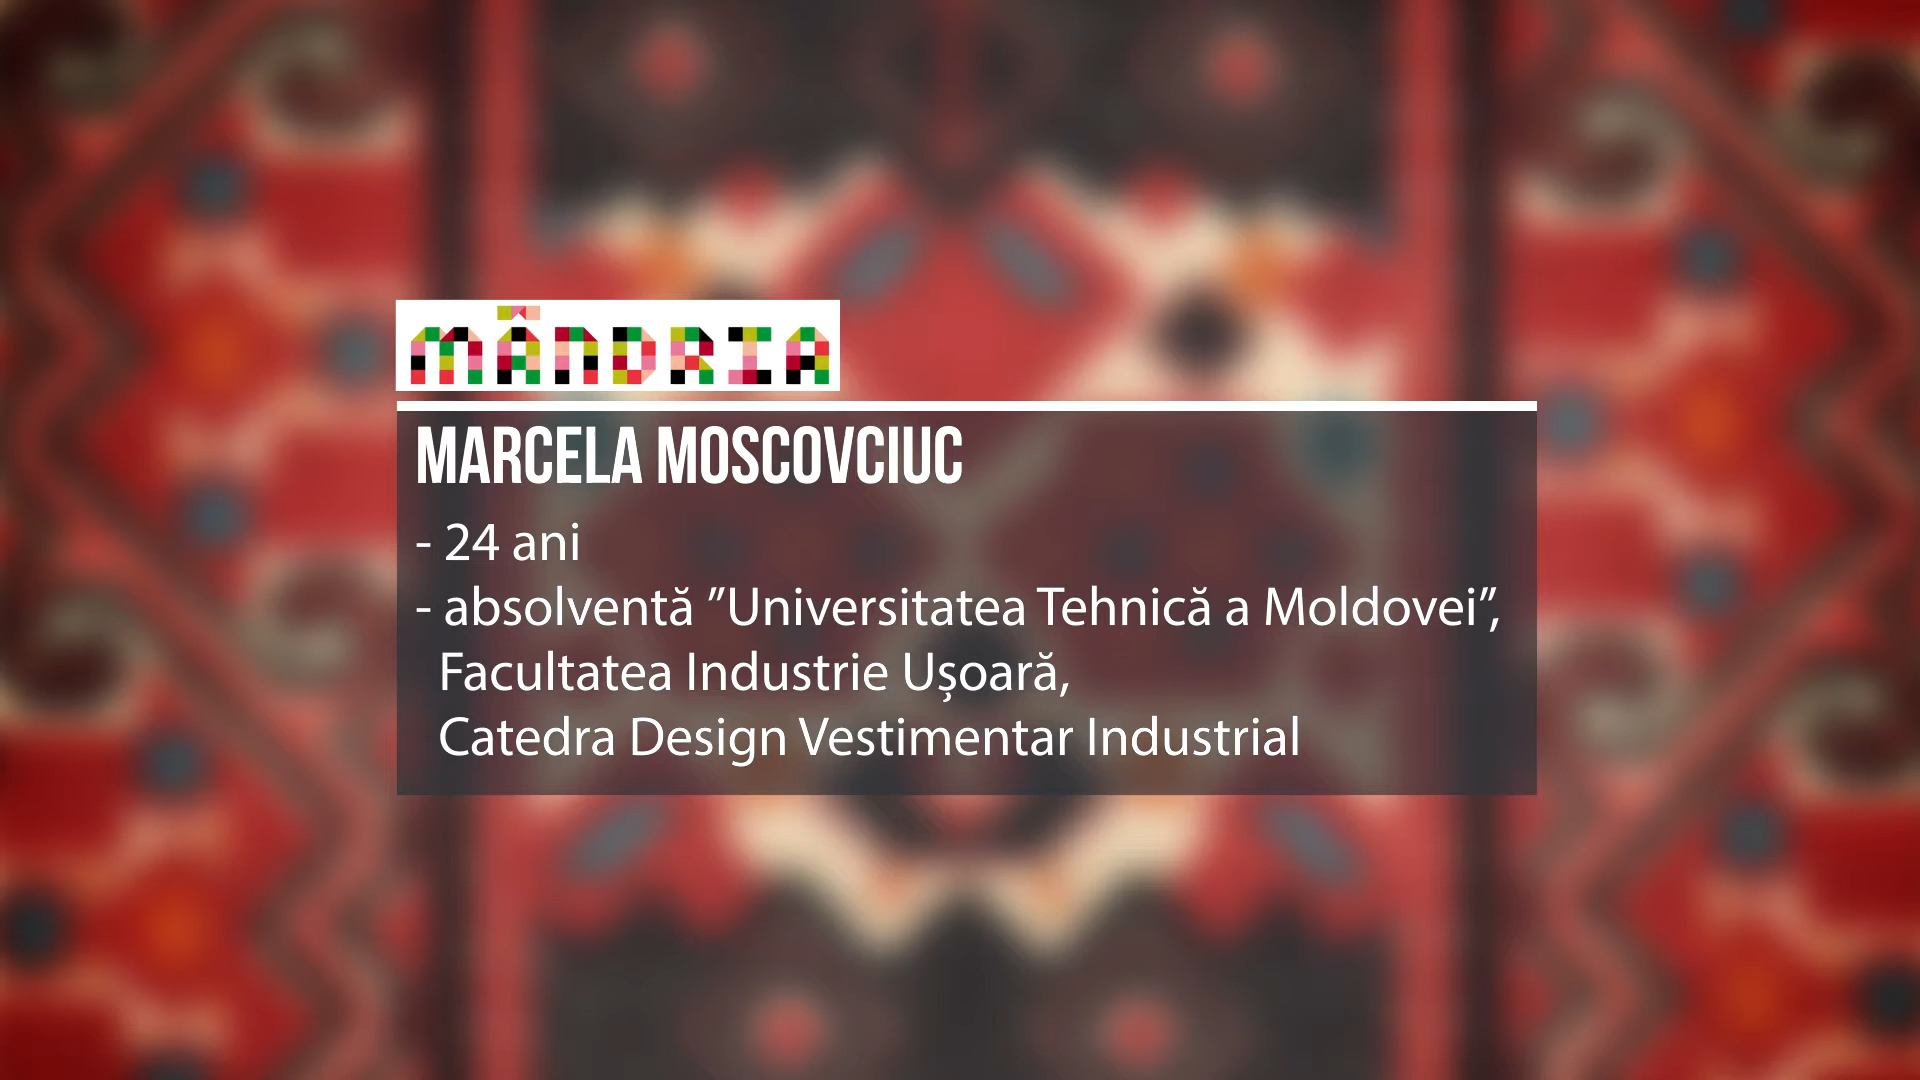 MÂNDRIA
MARCELA MOSCOVCIUC
- 24 ani
- absolventă ”Universitatea Tehnică a Moldovei”,
Facultatea Industrie Ușoară,
Catedra Design Vestimentar Industrial